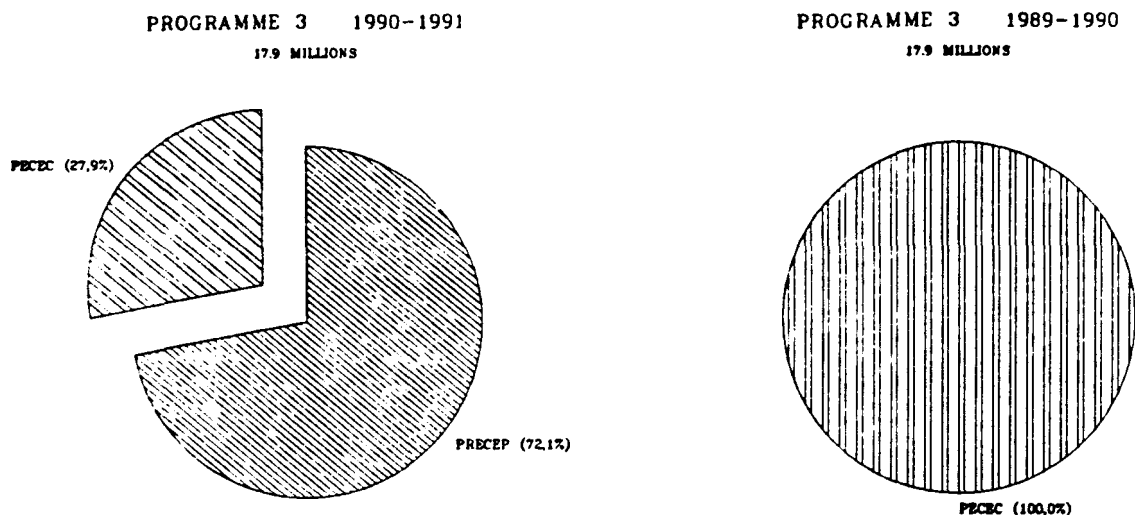 PROGRAMME 3 1990-1991
17.9 MILLIONS
PECEC (27,9%)
PRECEP (72,1%)
PROGRAMME 3 1989-1990
17.9 MILLIONS
PECEC (100,0%)